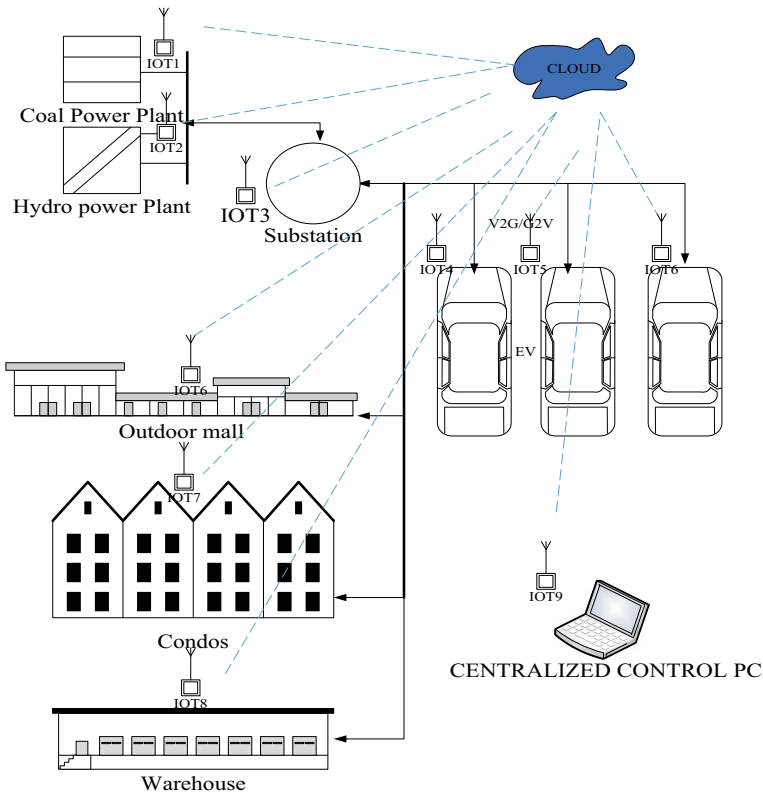 IOT1
CLOUD
Coal Power Plant
IOT2
Hydro power Plant
IOT3
Substation
V2G/G2V
IOT4
IOT5
IOT6
EV
IOT6
Outdoor mall
IOT7
Condos
IOT9
CENTRALIZED CONTROL PC
IOT8
Warehouse